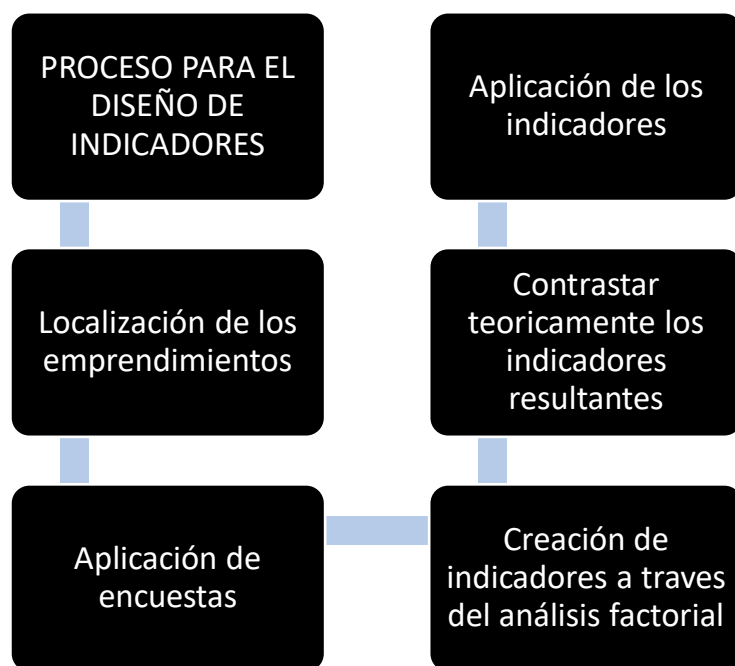 PROCESO PARA EL
DISEÑO DE
INDICADORES
Localización de los
emprendimientos
Aplicación de
encuestas
Creación de
indicadores a traves
del análisis factorial
Contrastar
teoricamente los
indicadores
resultantes
Aplicación de los
indicadores